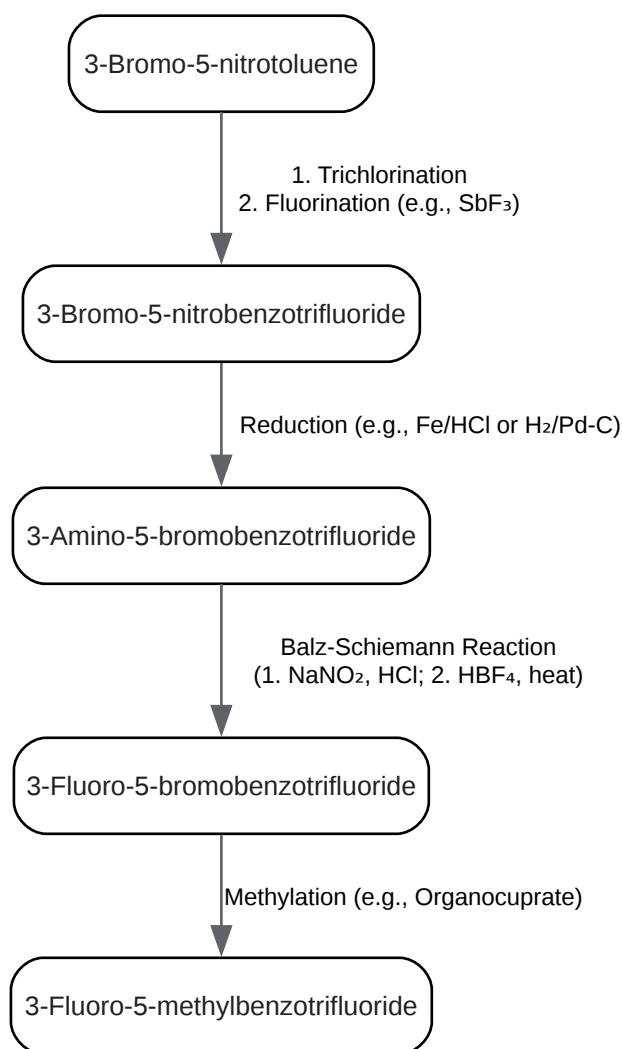 3-Bromo-5-nitrotoluene
1. Trichlorination
2. Fluorination (e.g., SbF₃)
3-Bromo-5-nitrobenzotrifluoride
Reduction (e.g., Fe/HCl or H₂/Pd-C)
3-Amino-5-bromobenzotrifluoride
Balz-Schiemann Reaction
(1. NaNO₂, HCl; 2. HBF₄, heat)
3-Fluoro-5-bromobenzotrifluoride
Methylation (e.g., Organocuprate)
3-Fluoro-5-methylbenzotrifluoride